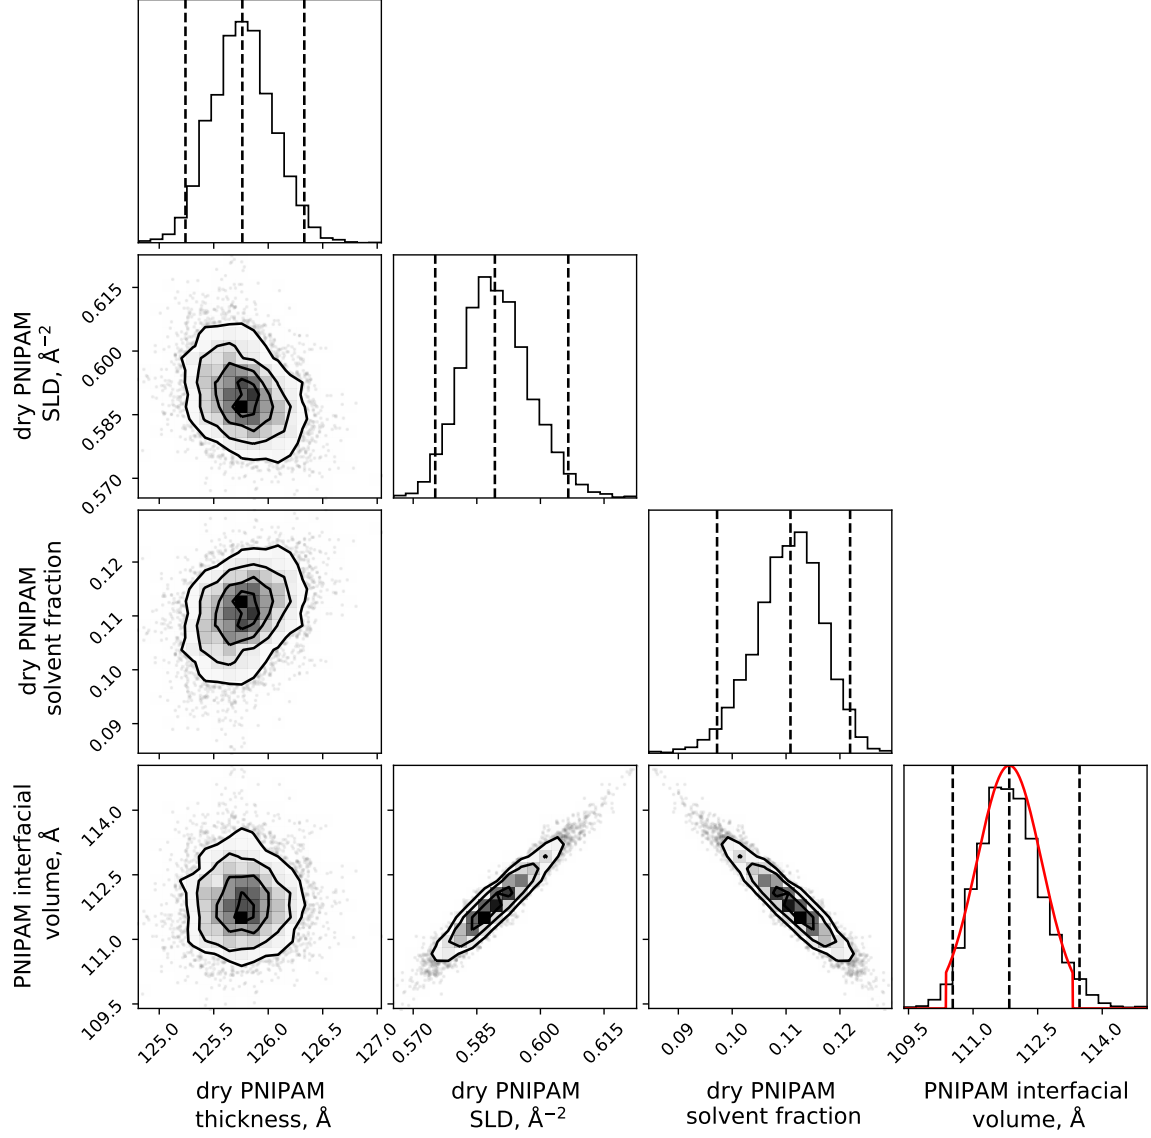 dry PNIPAM
SLD, Å⁻²
0.615
0.600
0.585
0.570
dry PNIPAM
solvent fraction
0.12
0.11
0.10
0.09
PNIPAM interfacial
volume, Å
114.0
112.5
111.0
109.5
125.0
125.5
126.0
126.5
127.0
dry PNIPAM
thickness, Å
0.570
0.585
0.600
0.615
dry PNIPAM
SLD, Å⁻²
0.09
0.10
0.11
0.12
dry PNIPAM
solvent fraction
109.5
111.0
112.5
114.0
PNIPAM interfacial
volume, Å